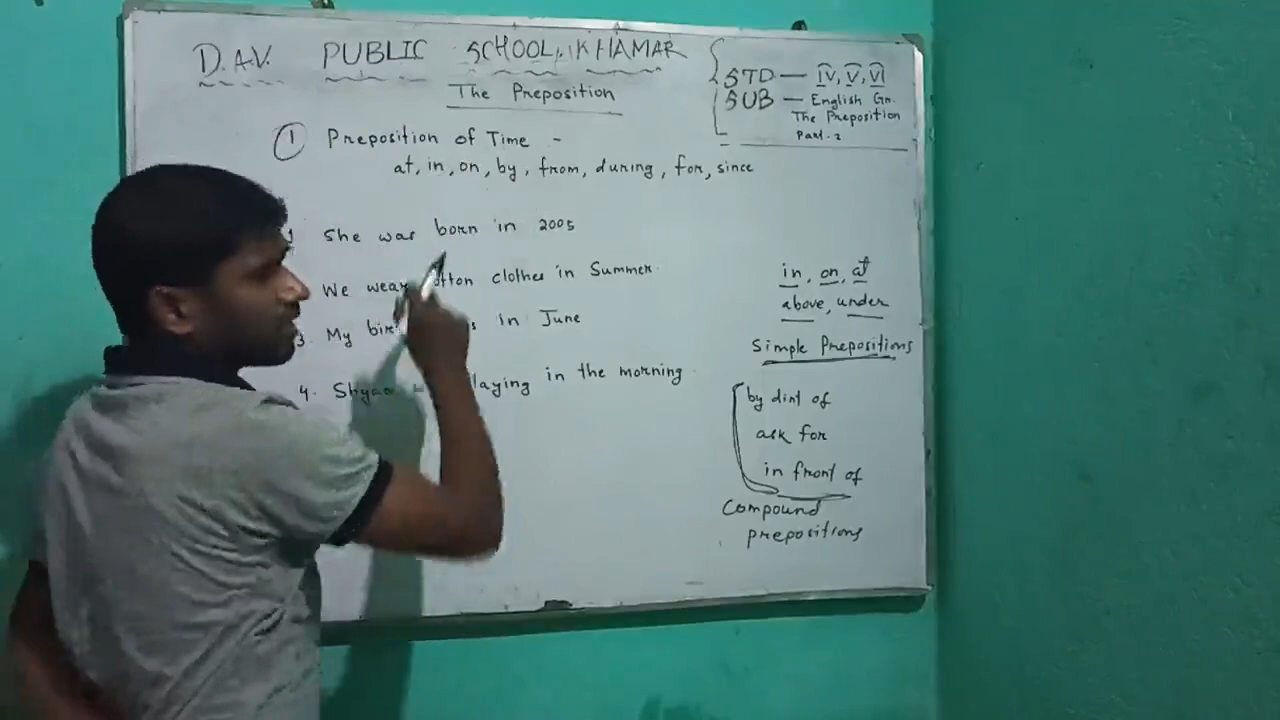 D.A.V. PUBLIC SCHOOL, KHAMAR
The Preposition
STD — IV, V, VI
SUB — English Gr.
The Preposition
Part-2
1 Preposition of Time -
at, in, on, by, from, during, for, since
She was born in 2005
We wear clothes in Summer.
3. My in June
4. in the morning
in, on, at
above, under
Simple Prepositions
by dint of
ask for
in front of
Compound
prepositions